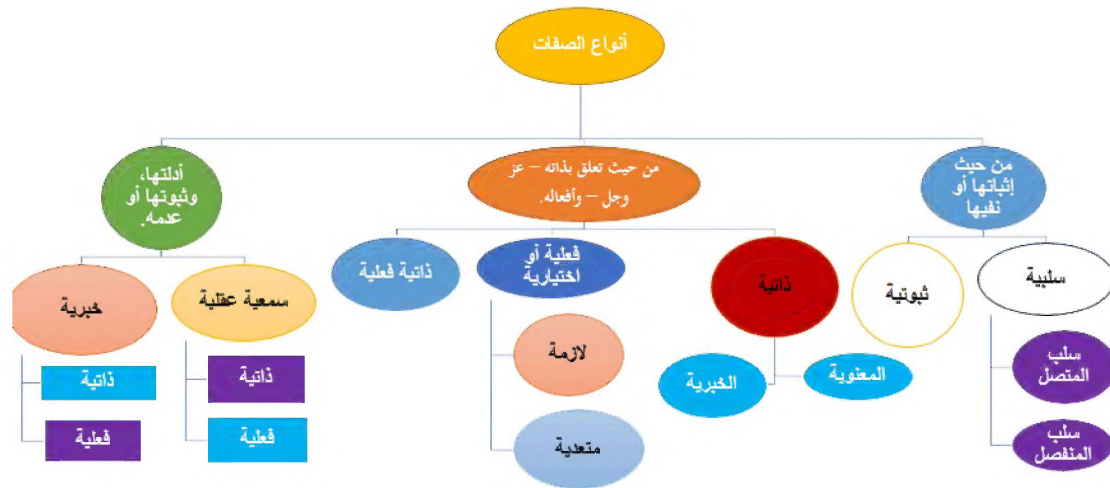 أنواع الصفات
من حيث
إثباتها أو
نفيها
من حيث تعلق بذاته – عز
وجل – وأفعاله.
أدلتها،
وثبوتها أو
عدمه.
سلبية
ثبوتية
ذاتية
فعلية أو
اختيارية
ذاتية فعلية
سمعية عقلية
خبرية
سلب
المتصل
سلب
المنفصل
المعنوية
الخبرية
لازمة
متعدية
ذاتية
فعلية
ذاتية
فعلية